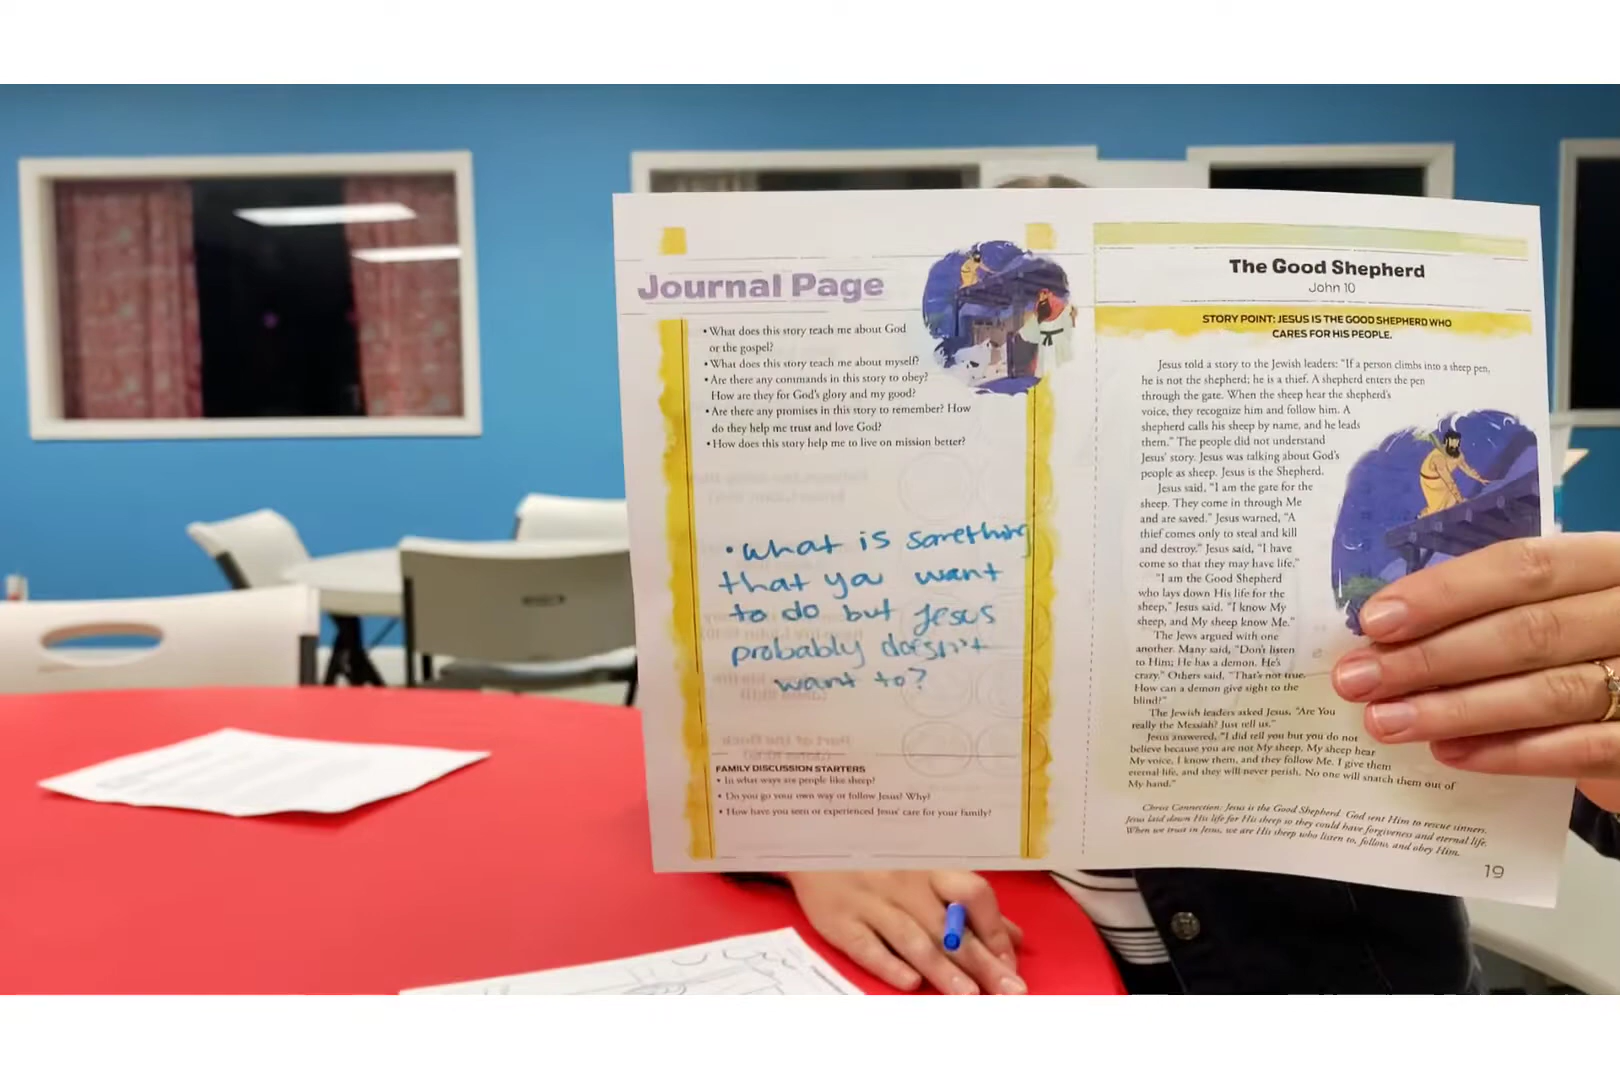 Journal Page
• What does this story teach me about God
or the gospel?
• What does this story teach me about myself?
• Are there any commands in this story to obey?
How are they for God's glory and my good?
• Are there any promises in this story to remember? How
do they help me trust and love God?
• How does this story help me to live on mission better?
• What is something
that you want
to do but Jesus
probably doesn't
want to?
FAMILY DISCUSSION STARTERS
• In what ways are people like sheep?
• Do you go your own way or follow Jesus? Why?
• How have you seen or experienced Jesus' care for your family?
The Good Shepherd
John 10
STORY POINT: JESUS IS THE GOOD SHEPHERD WHO
CARES FOR HIS PEOPLE.
Jesus told a story to the Jewish leaders: "If a person climbs into a sheep pen,
he is not the shepherd; he is a thief. A shepherd enters the pen
through the gate. When the sheep hear the shepherd's
voice, they recognize him and follow him. A
shepherd calls his sheep by name, and he leads
them." The people did not understand
Jesus' story. Jesus was talking about God's
people as sheep. Jesus is the Shepherd.
Jesus said, "I am the gate for the
sheep. They come in through Me
and are saved." Jesus warned, "A
thief comes only to steal and kill
and destroy." Jesus said, "I have
come so that they may have life."
"I am the Good Shepherd
who lays down His life for the
sheep," Jesus said. "I know My
sheep, and My sheep know Me."
The Jews argued with one
another. Many said, "Don't listen
to Him; He has a demon. He's
crazy." Others said, "That's not true.
How can a demon give sight to the
blind?"
The Jewish leaders asked Jesus, "Are You
really the Messiah? Just tell us."
Jesus answered, "I did tell you but you do not
believe because you are not My sheep. My sheep hear
My voice, I know them, and they follow Me. I give them
eternal life, and they will never perish. No one will snatch them out of
My hand."
Christ Connection: Jesus is the Good Shepherd. God sent Him to rescue sinners.
Jesus laid down His life for His sheep so they could have forgiveness and eternal life.
When we trust in Jesus, we are His sheep who listen to, follow, and obey Him.
19